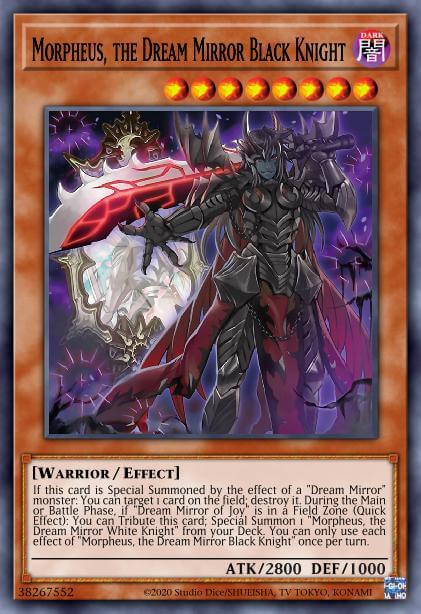 Morpheus, the Dream Mirror Black Knight
DARK
闇
[Warrior / Effect]
If this card is Special Summoned by the effect of a "Dream Mirror"
monster: You can target 1 card on the field; destroy it. During the Main
or Battle Phase, if "Dream Mirror of Joy" is in a Field Zone (Quick
Effect): You can Tribute this card; Special Summon 1 "Morpheus, the
Dream Mirror White Knight" from your Deck. You can only use each
effect of "Morpheus, the Dream Mirror Black Knight" once per turn.
ATK/2800 DEF/1000
38267552
©2020 Studio Dice/SHUEISHA, TV TOKYO, KONAMI